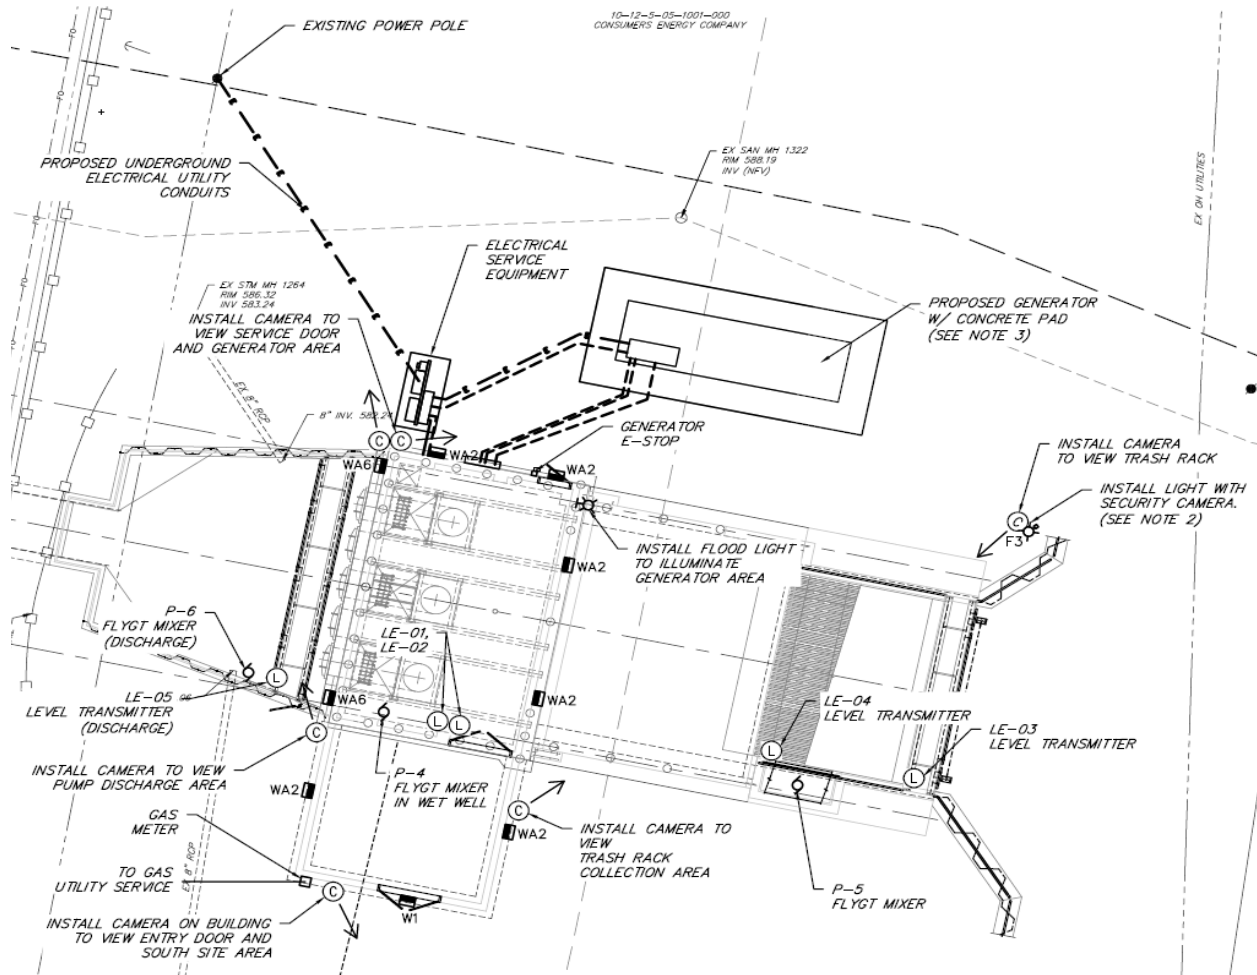 10-12-5-05-1001-000
CONSUMERS ENERGY COMPANY
EXISTING POWER POLE
FO
FO
PROPOSED UNDERGROUND
ELECTRICAL UTILITY
CONDUITS
EX SAN MH 1322
RIM 588.19
INV (NFV)
EX OH UTILITIES
FO
FO
ELECTRICAL
SERVICE
EQUIPMENT
EX STM MH 1264
RIM 586.32
INV 583.24
INSTALL CAMERA TO
VIEW SERVICE DOOR
AND GENERATOR AREA
PROPOSED GENERATOR
W/ CONCRETE PAD
(SEE NOTE 3)
EX 8" RCP
8" INV. 582.24
C
C
WA2
GENERATOR
E-STOP
WA6
WA2
INSTALL CAMERA
TO VIEW TRASH RACK
INSTALL LIGHT WITH
SECURITY CAMERA.
(SEE NOTE 2)
C
F3
INSTALL FLOOD LIGHT
TO ILLUMINATE
GENERATOR AREA
WA2
P-6
FLYGT MIXER
(DISCHARGE)
LE-01,
LE-02
L
LE-05
LEVEL TRANSMITTER
(DISCHARGE)
WA6
WA2
L
L
LE-04
LEVEL TRANSMITTER
L
LE-03
LEVEL TRANSMITTER
L
C
INSTALL CAMERA TO VIEW
PUMP DISCHARGE AREA
P-4
FLYGT MIXER
IN WET WELL
WA2
C
WA2
INSTALL CAMERA TO
VIEW
TRASH RACK
COLLECTION AREA
GAS
METER
EX 8" RCP
TO GAS
UTILITY SERVICE
P-5
FLYGT MIXER
C
W1
INSTALL CAMERA ON BUILDING
TO VIEW ENTRY DOOR AND
SOUTH SITE AREA